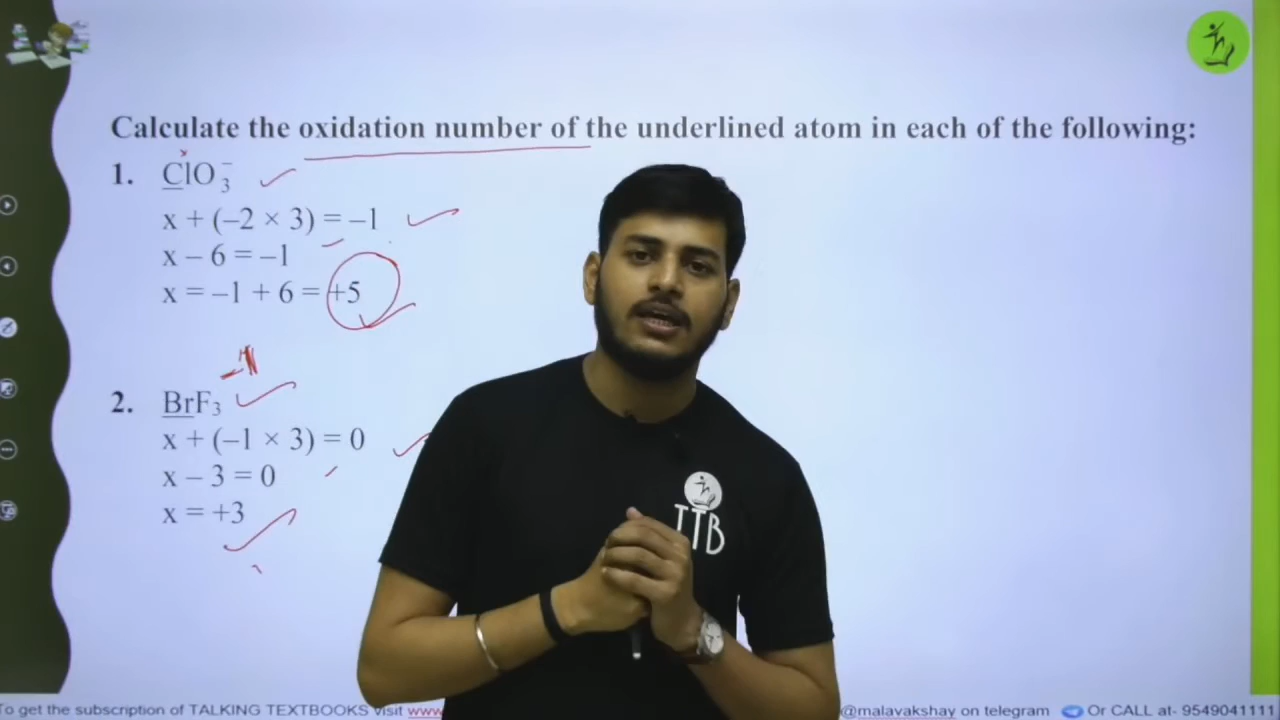 Calculate the oxidation number of the underlined atom in each of the following:
1. ClO₃⁻
x + (–2 × 3) = –1
x – 6 = –1
x = –1 + 6 = +5
-1
2. BrF₃
x + (–1 × 3) = 0
x – 3 = 0
x = +3
TTB
To get the subscription of TALKING TEXTBOOKS visit www
@malavakshay on telegram Or CALL at- 9549041111